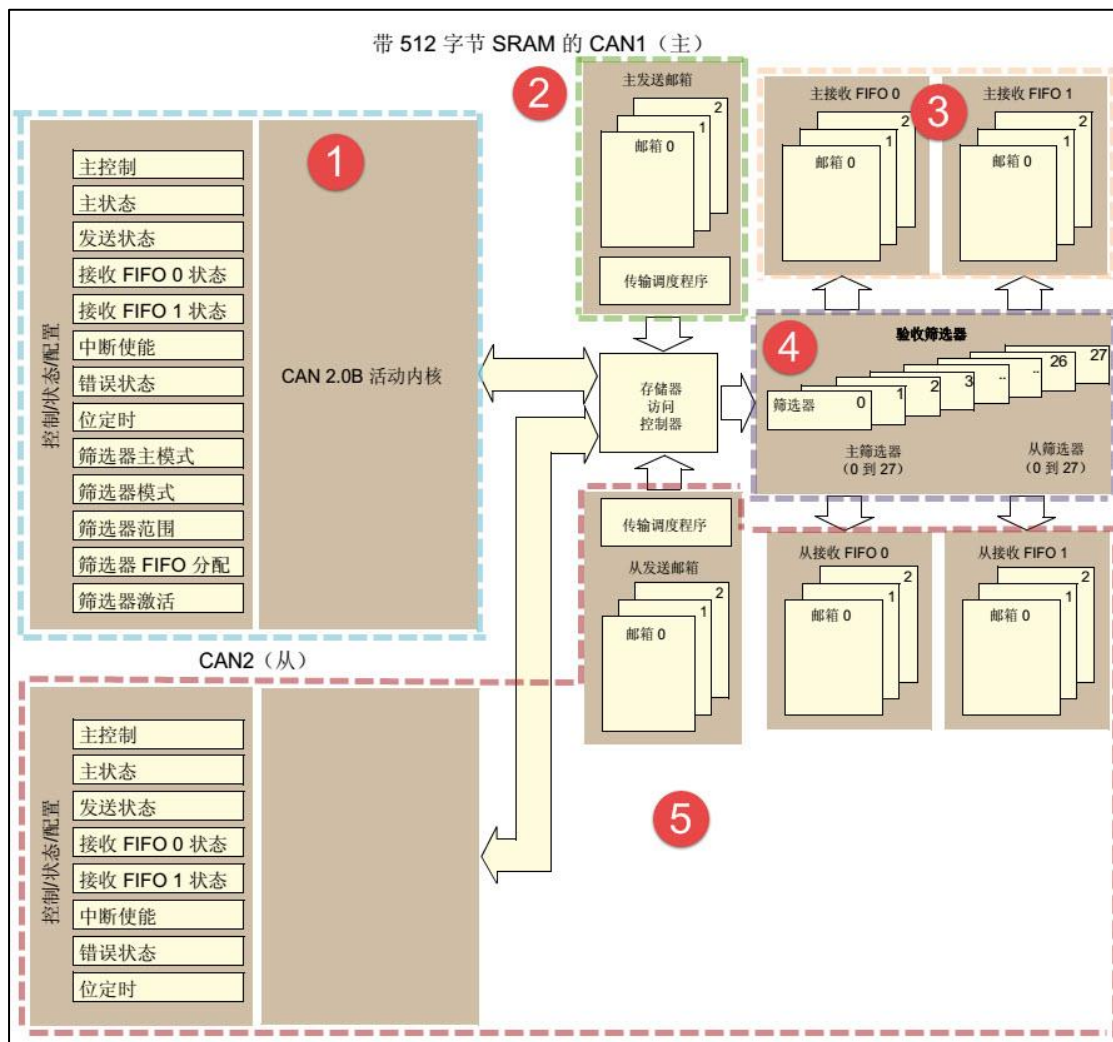 带 512 字节 SRAM 的 CAN1（主）
1
控制/状态/配置
主控制
主状态
发送状态
接收 FIFO 0 状态
接收 FIFO 1 状态
中断使能
错误状态
位定时
筛选器主模式
筛选器模式
筛选器范围
筛选器 FIFO 分配
筛选器激活
CAN 2.0B 活动内核
2
主发送邮箱
2
1
邮箱 0
传输调度程序
3
主接收 FIFO 0
2
1
邮箱 0
主接收 FIFO 1
2
1
邮箱 0
存储器
访问
控制器
4
验收筛选器
筛选器 0
1
2
3
..
..
26
27
主筛选器
（0 到 27）
从筛选器
（0 到 27）
传输调度程序
从发送邮箱
2
1
邮箱 0
从接收 FIFO 0
2
1
邮箱 0
从接收 FIFO 1
2
1
邮箱 0
CAN2（从）
控制/状态/配置
主控制
主状态
发送状态
接收 FIFO 0 状态
接收 FIFO 1 状态
中断使能
错误状态
位定时
5